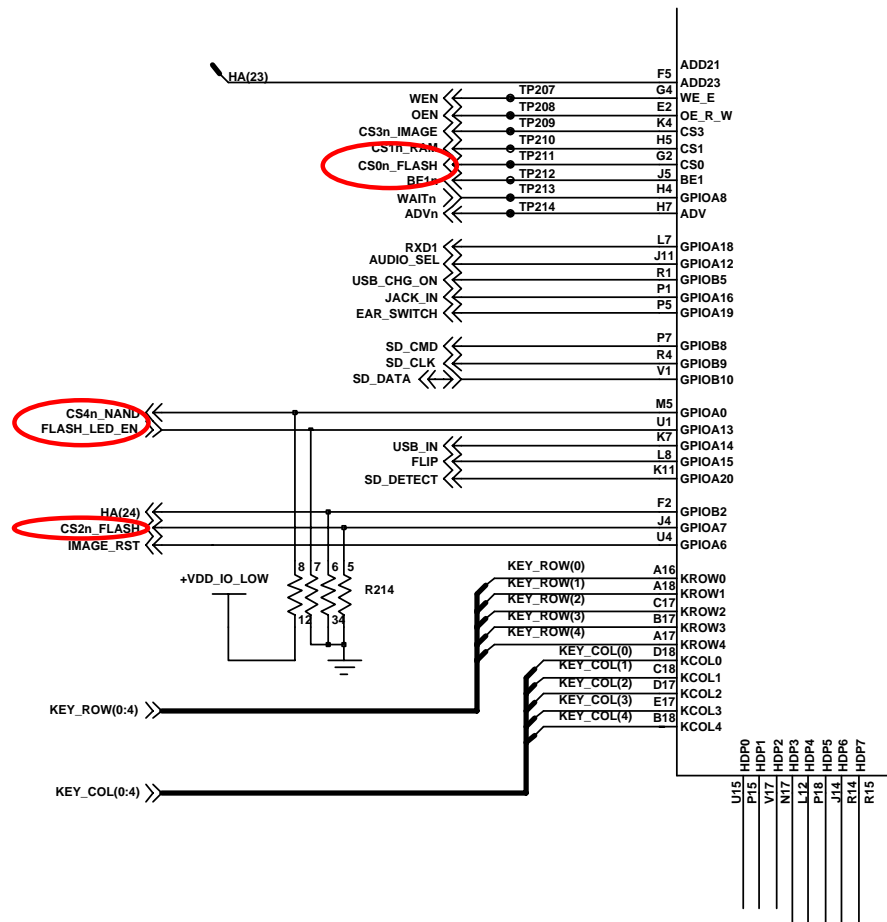 ADD21
HA(23) F5 ADD23
WEN TP207 G4 WE_E
OEN TP208 E2 OE_R_W
CS3n_IMAGE TP209 K4 CS3
CS1n_RAM TP210 H5 CS1
CS0n_FLASH TP211 G2 CS0
BE1n TP212 J5 BE1
WAITn TP213 H4 GPIOA8
ADVn TP214 H7 ADV
RXD1 L7 GPIOA18
AUDIO_SEL J11 GPIOA12
USB_CHG_ON R1 GPIOB5
JACK_IN P1 GPIOA16
EAR_SWITCH P5 GPIOA19
SD_CMD P7 GPIOB8
SD_CLK R4 GPIOB9
SD_DATA V1 GPIOB10
CS4n_NAND M5 GPIOA0
FLASH_LED_EN U1 GPIOA13
USB_IN K7 GPIOA14
FLIP L8 GPIOA15
SD_DETECT K11 GPIOA20
HA(24) F2 GPIOB2
CS2n_FLASH J4 GPIOA7
IMAGE_RST U4 GPIOA6
+VDD_IO_LOW 8 7 6 5 R214
1 2 3 4
KEY_ROW(0) A16 KROW0
KEY_ROW(1) A18 KROW1
KEY_ROW(2) C17 KROW2
KEY_ROW(3) B17 KROW3
KEY_ROW(4) A17 KROW4
KEY_COL(0) D18 KCOL0
KEY_COL(1) C18 KCOL1
KEY_COL(2) D17 KCOL2
KEY_COL(3) E17 KCOL3
KEY_COL(4) B18 KCOL4
KEY_ROW(0:4)
KEY_COL(0:4)
HDP0 HDP1 HDP2 HDP3 HDP4 HDP5 HDP6 HDP7
U15 P15 V17 N17 L12 P18 J14 R14 R15